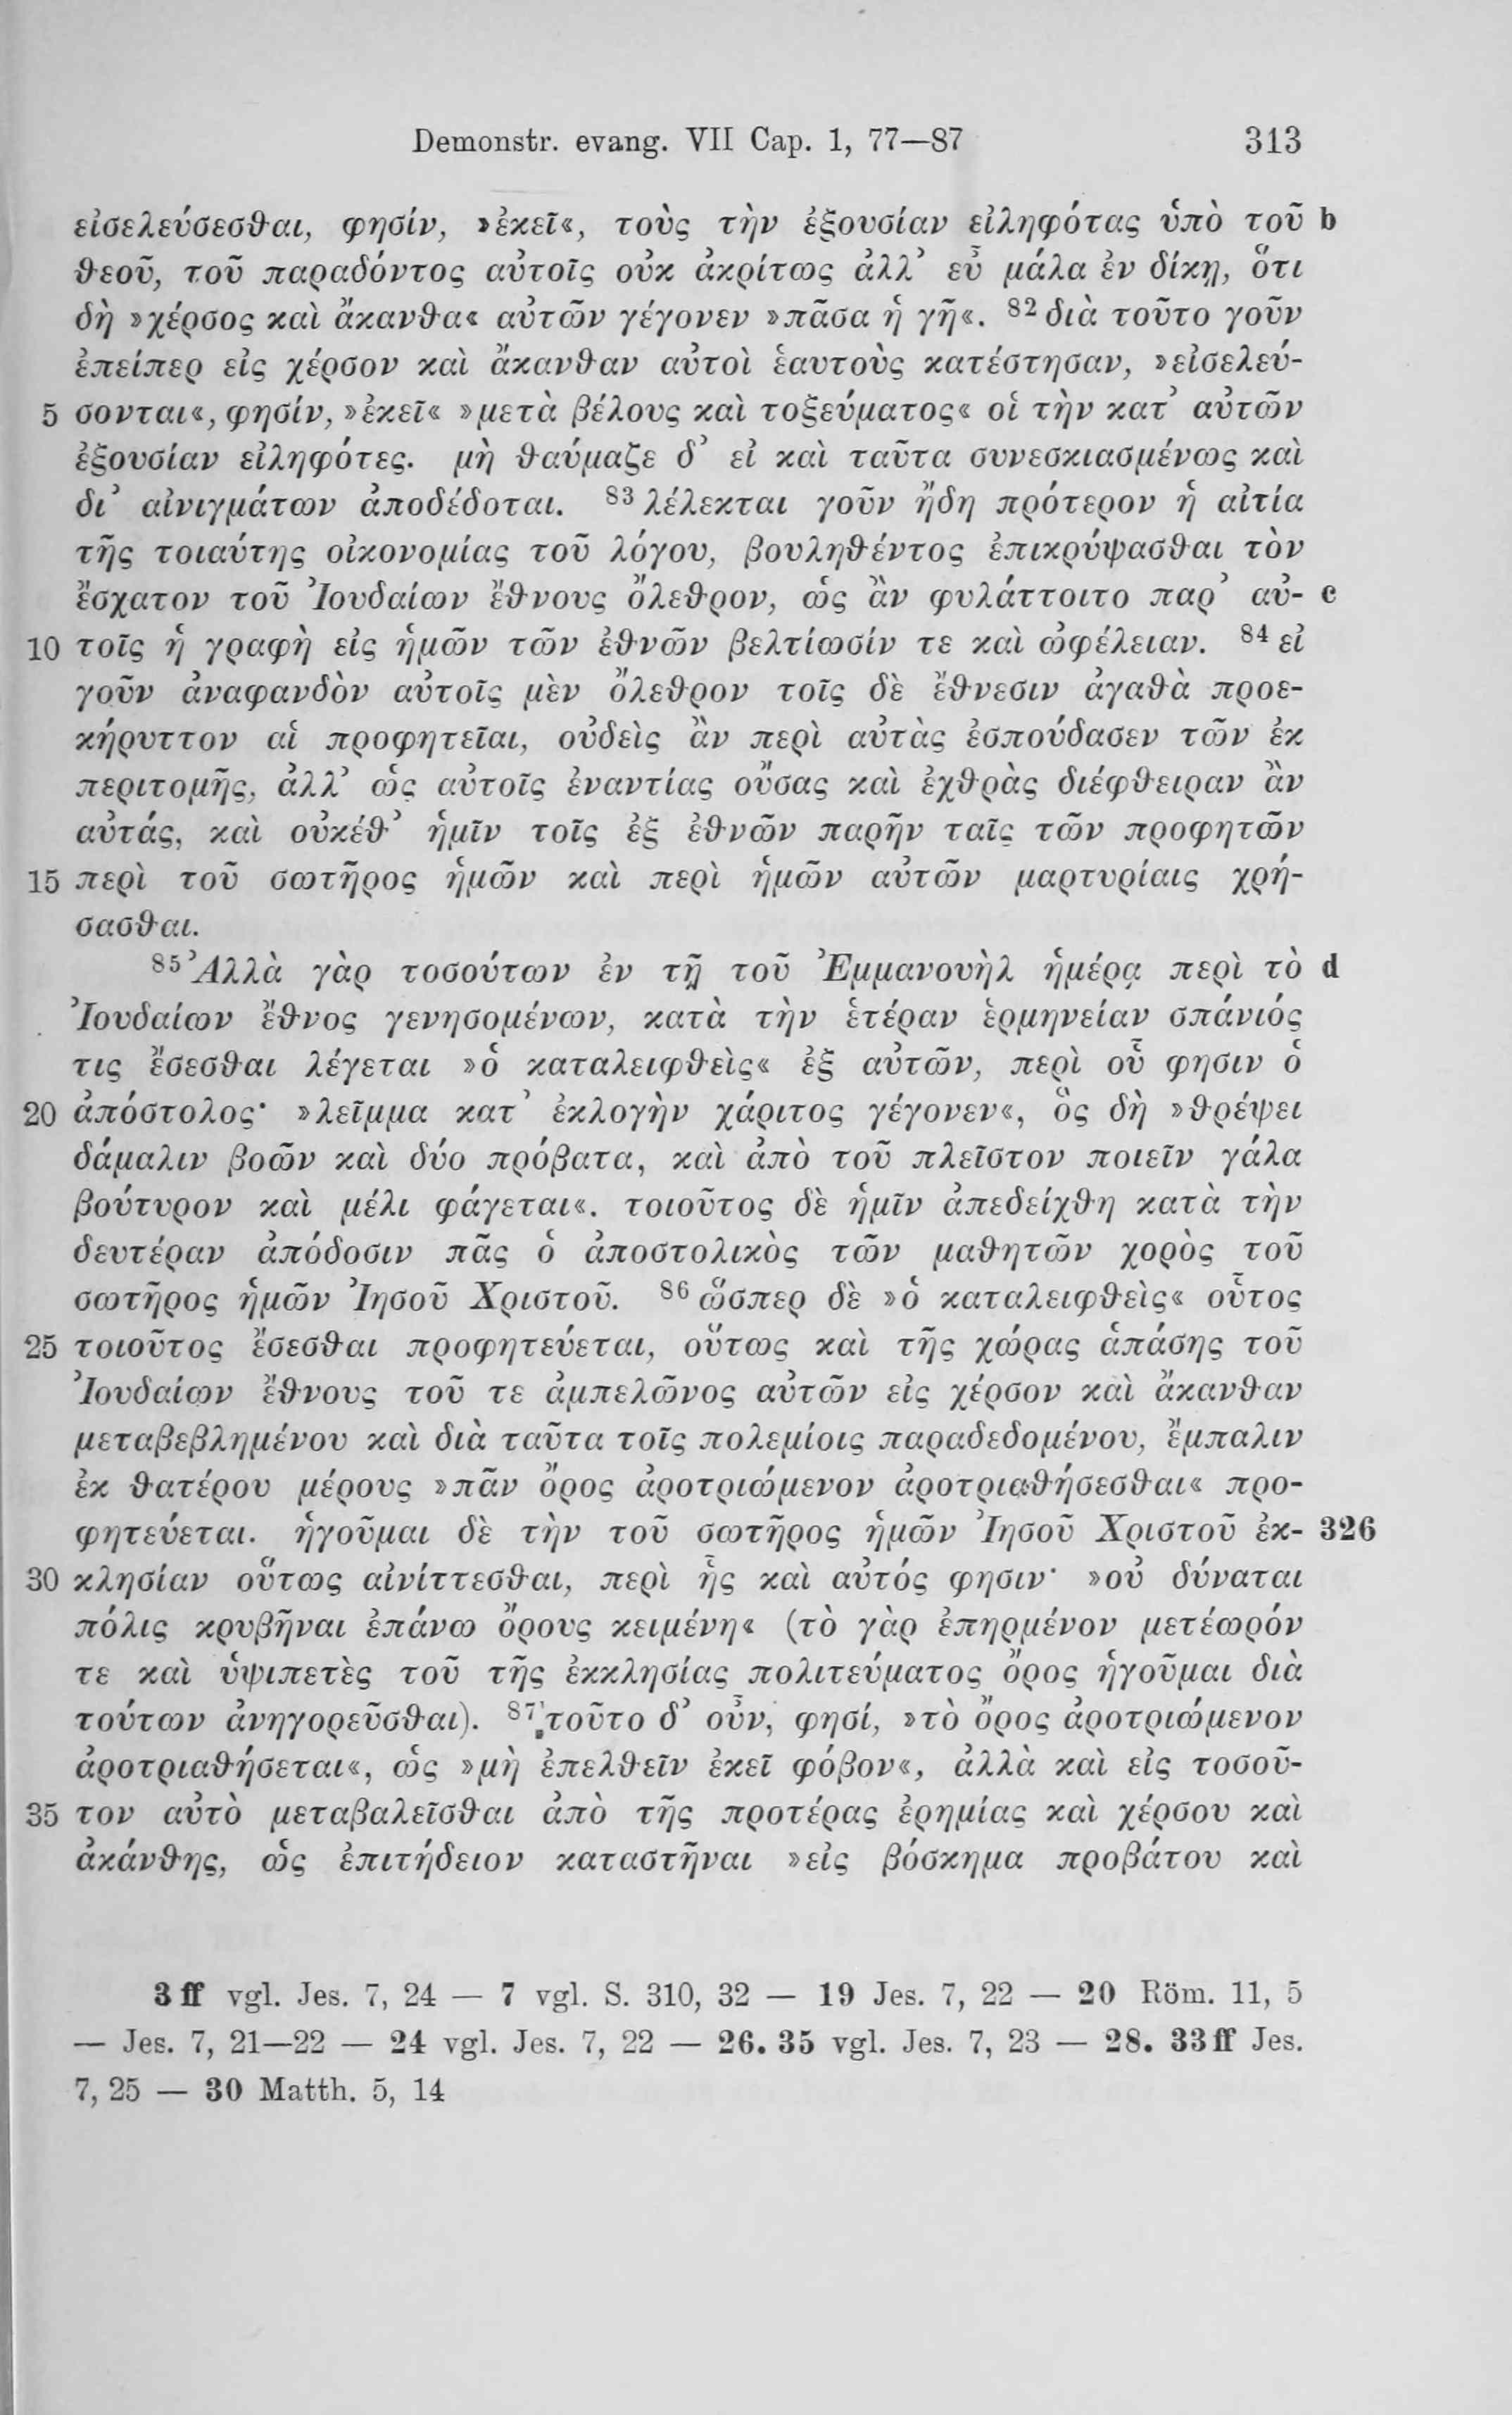 Demonstr. evang. VII Cap. 1, 77—87 313
εἰσελεύσεσθαι, φησίν, »ἐκεῖ«, τοὺς τὴν ἐξουσίαν εἰληφότας ὑπὸ τοῦ b
θεοῦ, τοῦ παραδόντος αὐτοῖς οὐκ ἀκρίτως ἀλλ’ εὖ μάλα ἐν δίκῃ, ὅτι
δὴ »χέρσος καὶ ἄκανθα« αὐτῶν γέγονεν »πᾶσα ἡ γῆ«. 82 διὰ τοῦτο γοῦν
ἐπείπερ εἰς χέρσον καὶ ἄκανθαν αὐτοὶ ἑαυτοὺς κατέστησαν, »εἰσελεύ-
5 σονται«, φησίν, »ἐκεῖ« »μετὰ βέλους καὶ τοξεύματος« οἱ τὴν κατ’ αὐτῶν
ἐξουσίαν εἰληφότες. μὴ θαύμαζε δ’ εἰ καὶ ταῦτα συνεσκιασμένως καὶ
δι’ αἰνιγμάτων ἀποδέδοται. 83 λέλεκται γοῦν ἤδη πρότερον ἡ αἰτία
τῆς τοιαύτης οἰκονομίας τοῦ λόγου, βουληθέντος ἐπικρύψασθαι τὸν
ἔσχατον τοῦ Ἰουδαίων ἔθνους ὄλεθρον, ὡς ἂν φυλάττοιτο παρ’ αὐ- c
10 τοῖς ἡ γραφὴ εἰς ἡμῶν τῶν ἐθνῶν βελτίωσίν τε καὶ ὠφέλειαν. 84 εἰ
γοῦν ἀναφανδὸν αὐτοῖς μὲν ὄλεθρον τοῖς δὲ ἔθνεσιν ἀγαθὰ προε-
κήρυττον αἱ προφητεῖαι, οὐδεὶς ἂν περὶ αὐτὰς ἐσπούδασεν τῶν ἐκ
περιτομῆς, ἀλλ’ ὡς αὐτοῖς ἐναντίας οὔσας καὶ ἐχθρὰς διέφθειραν ἂν
αὐτάς, καὶ οὐκέθ’ ἡμῖν τοῖς ἐξ ἐθνῶν παρῆν ταῖς τῶν προφητῶν
15 περὶ τοῦ σωτῆρος ἡμῶν καὶ περὶ ἡμῶν αὐτῶν μαρτυρίαις χρή-
σασθαι.
85 Ἀλλὰ γὰρ τοσούτων ἐν τῇ τοῦ Ἐμμανουὴλ ἡμέρᾳ περὶ τὸ d
Ἰουδαίων ἔθνος γενησομένων, κατὰ τὴν ἑτέραν ἑρμηνείαν σπάνιός
τις ἔσεσθαι λέγεται »ὁ καταλειφθεὶς« ἐξ αὐτῶν, περὶ οὗ φησιν ὁ
20 ἀπόστολος· »λεῖμμα κατ’ ἐκλογὴν χάριτος γέγονεν«, ὃς δὴ »θρέψει
δάμαλιν βοῶν καὶ δύο πρόβατα, καὶ ἀπὸ τοῦ πλεῖστον ποιεῖν γάλα
βούτυρον καὶ μέλι φάγεται«. τοιοῦτος δὲ ἡμῖν ἀπεδείχθη κατὰ τὴν
δευτέραν ἀπόδοσιν πᾶς ὁ ἀποστολικὸς τῶν μαθητῶν χορὸς τοῦ
σωτῆρος ἡμῶν Ἰησοῦ Χριστοῦ. 86 ὥσπερ δὲ »ὁ καταλειφθεὶς« οὗτος
25 τοιοῦτος ἔσεσθαι προφητεύεται, οὕτως καὶ τῆς χώρας ἁπάσης τοῦ
Ἰουδαίων ἔθνους τοῦ τε ἀμπελῶνος αὐτῶν εἰς χέρσον καὶ ἄκανθαν
μεταβεβλημένου καὶ διὰ ταῦτα τοῖς πολεμίοις παραδεδομένου, ἔμπαλιν
ἐκ θατέρου μέρους »πᾶν ὄρος ἀροτριώμενον ἀροτριαθήσεσθαι« προ-
φητεύεται. ἡγοῦμαι δὲ τὴν τοῦ σωτῆρος ἡμῶν Ἰησοῦ Χριστοῦ ἐκ- 326
30 κλησίαν οὕτως αἰνίττεσθαι, περὶ ἧς καὶ αὐτός φησιν· »οὐ δύναται
πόλις κρυβῆναι ἐπάνω ὄρους κειμένη« (τὸ γὰρ ἐπηρμένον μετέωρόν
τε καὶ ὑψιπετὲς τοῦ τῆς ἐκκλησίας πολιτεύματος ὄρος ἡγοῦμαι διὰ
τούτων ἀνηγορεῦσθαι). 87 τοῦτο δ’ οὖν, φησί, »τὸ ὄρος ἀροτριώμενον
ἀροτριαθήσεται«, ὡς »μὴ ἐπελθεῖν ἐκεῖ φόβον«, ἀλλὰ καὶ εἰς τοσοῦ-
35 τον αὐτὸ μεταβαλεῖσθαι ἀπὸ τῆς προτέρας ἐρημίας καὶ χέρσου καὶ
ἀκάνθης, ὡς ἐπιτήδειον καταστῆναι »εἰς βόσκημα προβάτου καὶ
3 ff vgl. Jes. 7, 24 — 7 vgl. S. 310, 32 — 19 Jes. 7, 22 — 20 Röm. 11, 5
— Jes. 7, 21—22 — 24 vgl. Jes. 7, 22 — 26. 35 vgl. Jes. 7, 23 — 28. 33 ff Jes.
7, 25 — 30 Matth. 5, 14